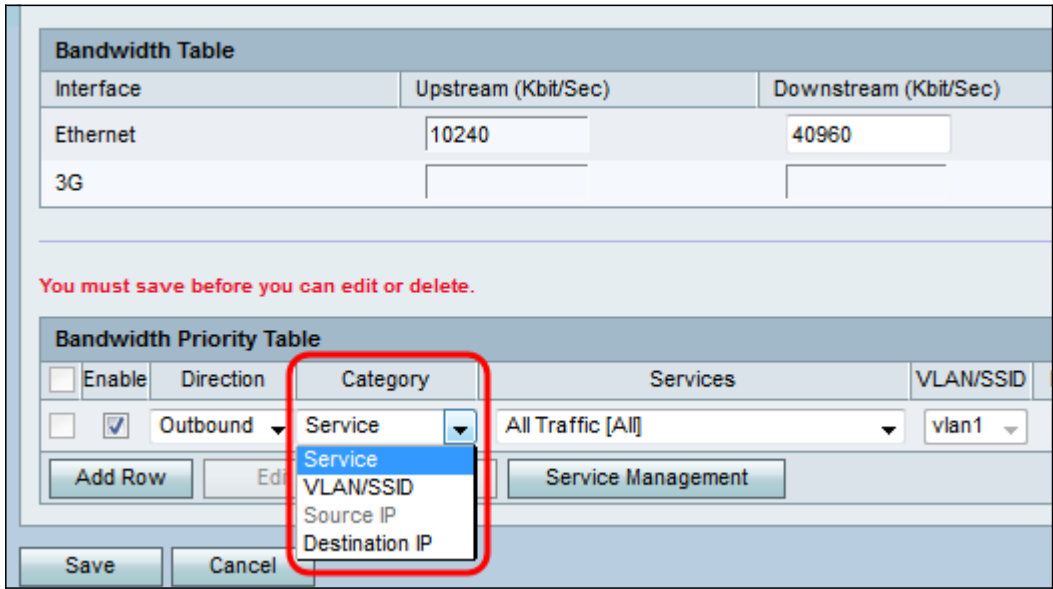 Bandwidth Table
Interface Upstream (Kbit/Sec) Downstream (Kbit/Sec)
Ethernet 10240 40960
3G
You must save before you can edit or delete.
Bandwidth Priority Table
Enable Direction Category Services VLAN/SSID
Outbound Service All Traffic [All] vlan1
Service
VLAN/SSID
Source IP
Destination IP
Add Row Service Management
Save Cancel